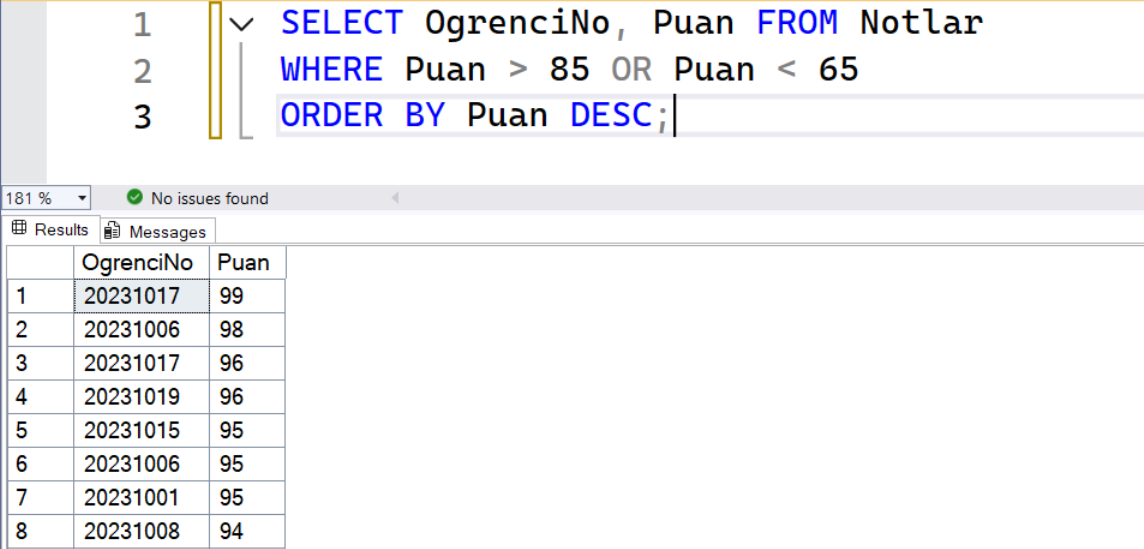 1 SELECT OgrenciNo, Puan FROM Notlar
2 WHERE Puan > 85 OR Puan < 65
3 ORDER BY Puan DESC;
181 % No issues found
Results Messages
OgrenciNo Puan
1 20231017 99
2 20231006 98
3 20231017 96
4 20231019 96
5 20231015 95
6 20231006 95
7 20231001 95
8 20231008 94